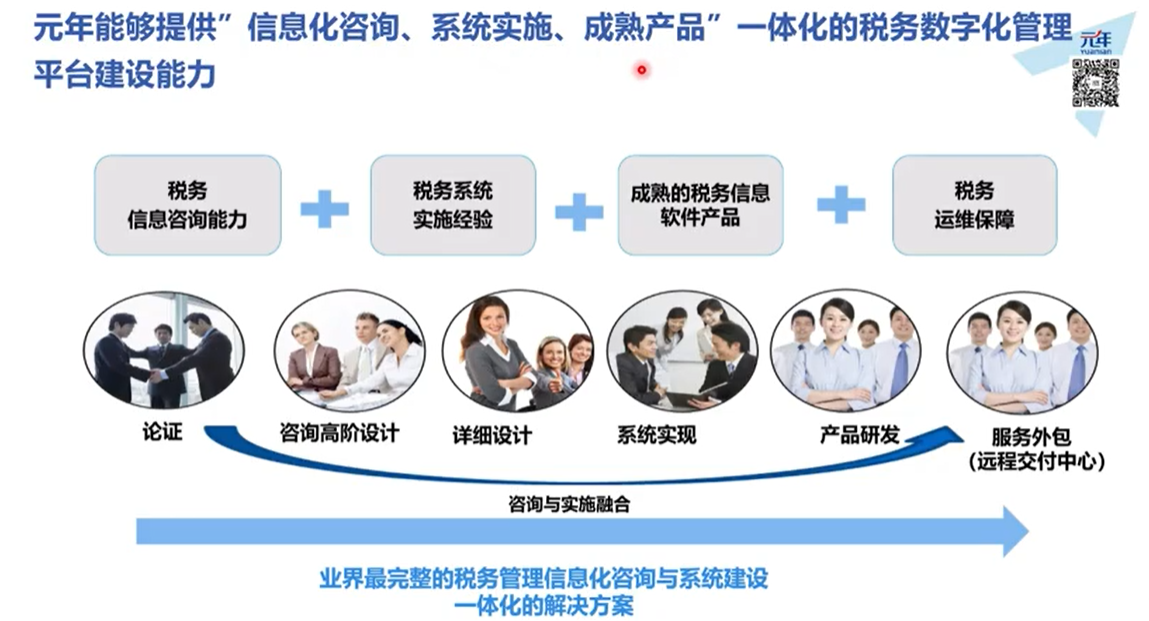 元年能够提供”信息化咨询、系统实施、成熟产品”一体化的税务数字化管理
平台建设能力
元年
yuanian
税务
信息咨询能力
税务系统
实施经验
成熟的税务信息
软件产品
税务
运维保障
论证
咨询高阶设计
详细设计
系统实现
产品研发
服务外包
（远程交付中心）
咨询与实施融合
业界最完整的税务管理信息化咨询与系统建设
一体化的解决方案